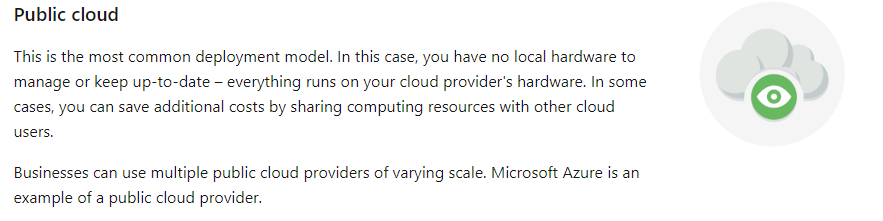 Public cloud
This is the most common deployment model. In this case, you have no local hardware to
manage or keep up-to-date – everything runs on your cloud provider's hardware. In some
cases, you can save additional costs by sharing computing resources with other cloud
users.
Businesses can use multiple public cloud providers of varying scale. Microsoft Azure is an
example of a public cloud provider.